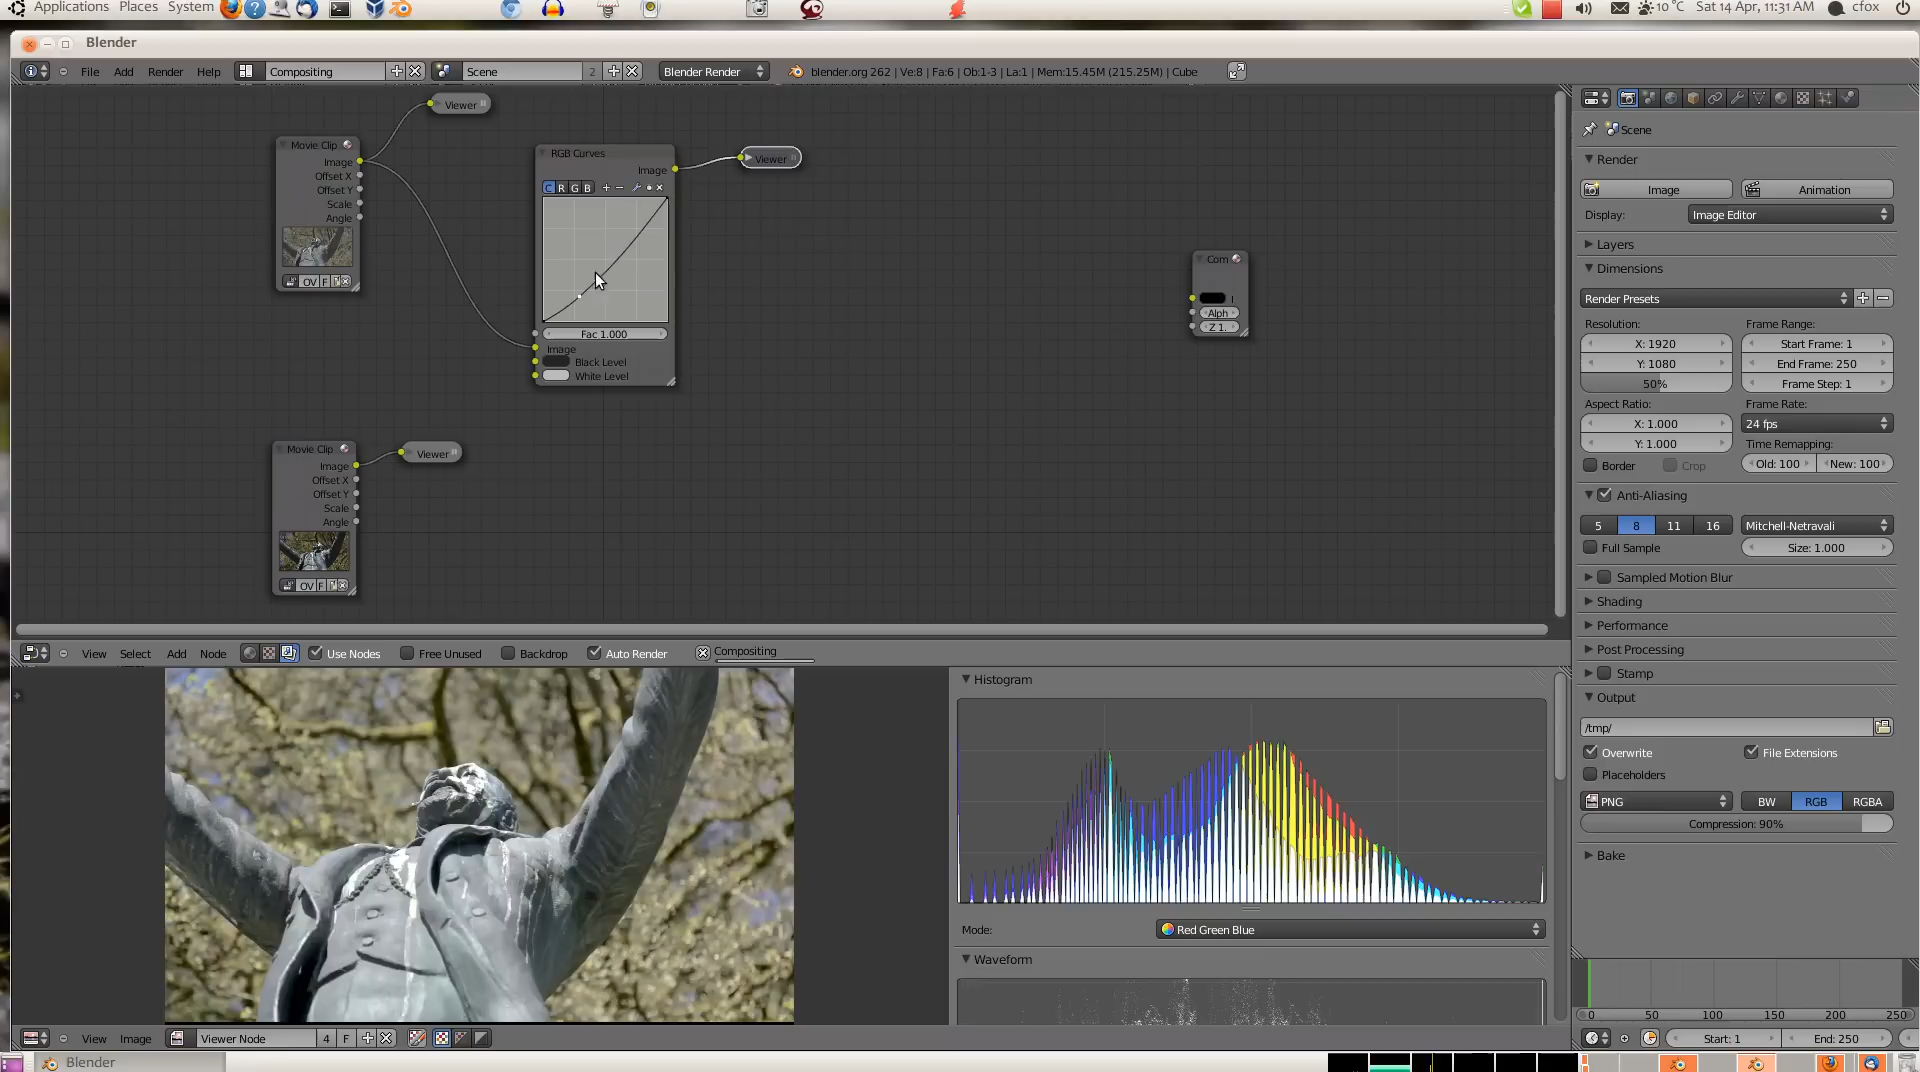 Applications Places System
10 °C Sat 14 Apr, 11:31 AM cfox
Blender
File Add Render Help Compositing Scene 2 Blender Render blender.org 262 | Ve:8 | Fa:6 | Ob:1-3 | La:1 | Mem:15.45M (215.25M) | Cube
Viewer
Movie Clip
Image
Offset X
Offset Y
Scale
Angle
OV F
RGB Curves
Image
C R G B
Fac 1.000
Image
Black Level
White Level
Viewer
Com
Alph
Z 1.
Movie Clip
Image
Offset X
Offset Y
Scale
Angle
OV F
Viewer
View Select Add Node Use Nodes Free Unused Backdrop Auto Render Compositing
Histogram
Mode: Red Green Blue
Waveform
View Image Viewer Node 4 F
Scene
Render
Image Animation
Display: Image Editor
Layers
Dimensions
Render Presets
Resolution: Frame Range:
X: 1920 Start Frame: 1
Y: 1080 End Frame: 250
50% Frame Step: 1
Aspect Ratio: Frame Rate:
X: 1.000 24 fps
Y: 1.000 Time Remapping:
Border Crop Old: 100 New: 100
Anti-Aliasing
5 8 11 16 Mitchell-Netravali
Full Sample Size: 1.000
Sampled Motion Blur
Shading
Performance
Post Processing
Stamp
Output
/tmp/
Overwrite File Extensions
Placeholders
PNG BW RGB RGBA
Compression: 90%
Bake
0 50 100 150 200 250
Start: 1 End: 250
Blender